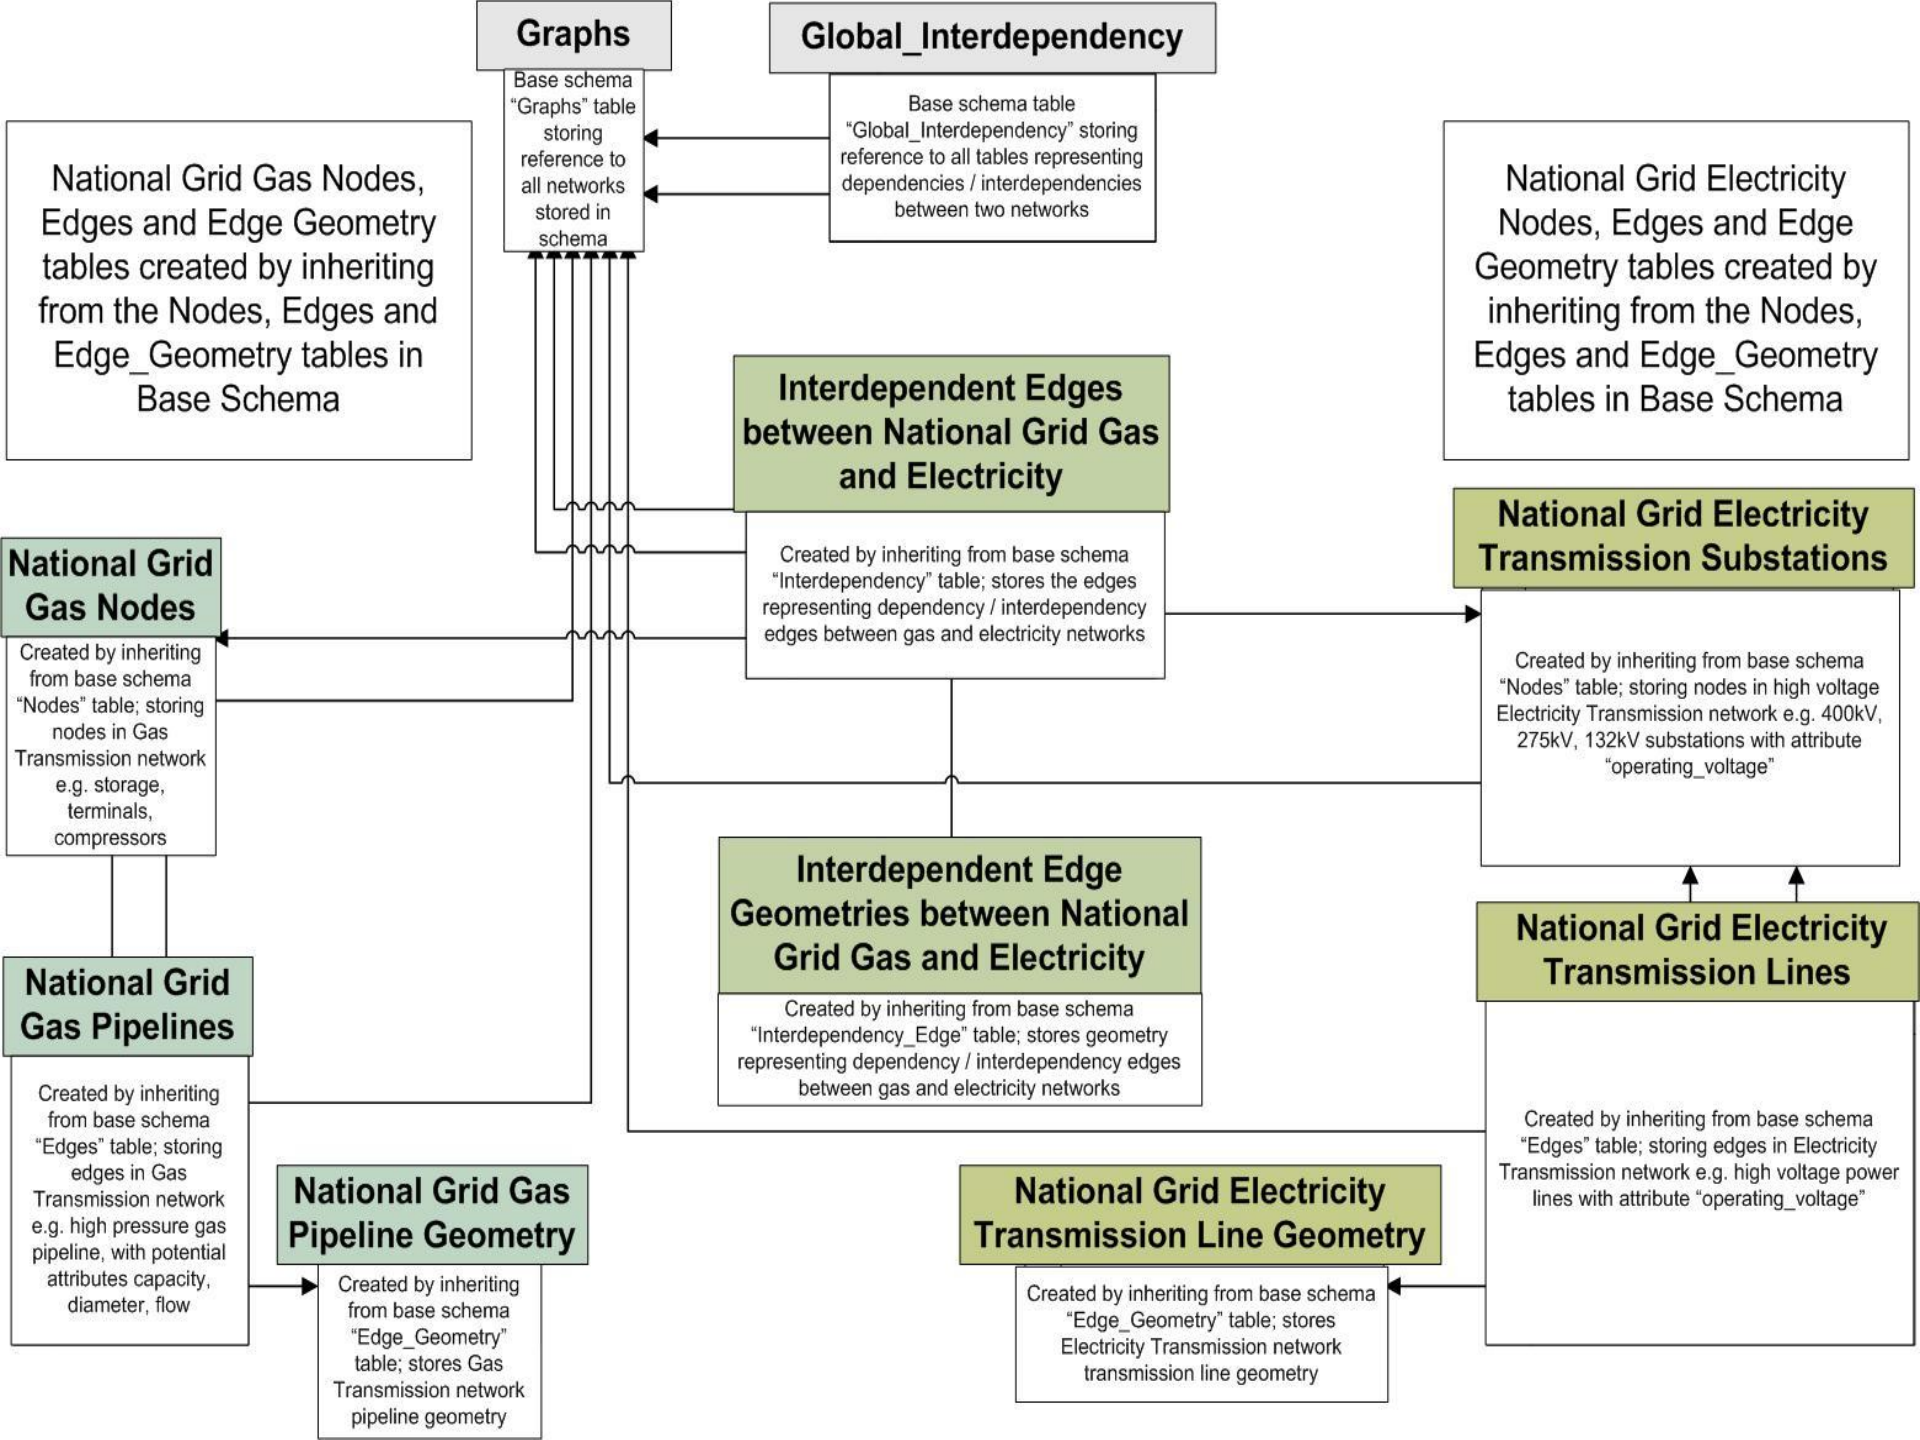 Graphs
Base schema
“Graphs” table
storing
reference to
all networks
stored in
schema
Global_Interdependency
Base schema table
“Global_Interdependency” storing
reference to all tables representing
dependencies / interdependencies
between two networks
National Grid Gas Nodes,
Edges and Edge Geometry
tables created by inheriting
from the Nodes, Edges and
Edge_Geometry tables in
Base Schema
National Grid Electricity
Nodes, Edges and Edge
Geometry tables created by
inheriting from the Nodes,
Edges and Edge_Geometry
tables in Base Schema
Interdependent Edges
between National Grid Gas
and Electricity
Created by inheriting from base schema
“Interdependency” table; stores the edges
representing dependency / interdependency
edges between gas and electricity networks
National Grid Electricity
Transmission Substations
Created by inheriting from base schema
“Nodes” table; storing nodes in high voltage
Electricity Transmission network e.g. 400kV,
275kV, 132kV substations with attribute
“operating_voltage”
National Grid
Gas Nodes
Created by inheriting
from base schema
“Nodes” table; storing
nodes in Gas
Transmission network
e.g. storage,
terminals,
compressors
Interdependent Edge
Geometries between National
Grid Gas and Electricity
Created by inheriting from base schema
“Interdependency_Edge” table; stores geometry
representing dependency / interdependency edges
between gas and electricity networks
National Grid Electricity
Transmission Lines
Created by inheriting from base schema
“Edges” table; storing edges in Electricity
Transmission network e.g. high voltage power
lines with attribute “operating_voltage”
National Grid
Gas Pipelines
Created by inheriting
from base schema
“Edges” table; storing
edges in Gas
Transmission network
e.g. high pressure gas
pipeline, with potential
attributes capacity,
diameter, flow
National Grid Gas
Pipeline Geometry
Created by inheriting
from base schema
“Edge_Geometry”
table; stores Gas
Transmission network
pipeline geometry
National Grid Electricity
Transmission Line Geometry
Created by inheriting from base schema
“Edge_Geometry” table; stores
Electricity Transmission network
transmission line geometry